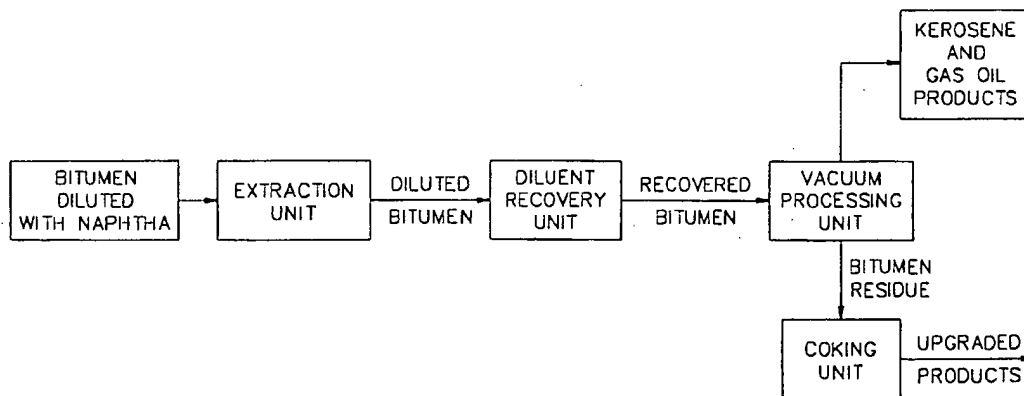 KEROSENE
AND
GAS OIL
PRODUCTS
BITUMEN
DILUTED
WITH NAPHTHA
EXTRACTION
UNIT
DILUTED
BITUMEN
DILUENT
RECOVERY
UNIT
RECOVERED
BITUMEN
VACUUM
PROCESSING
UNIT
BITUMEN
RESIDUE
COKING
UNIT
UPGRADED
PRODUCTS